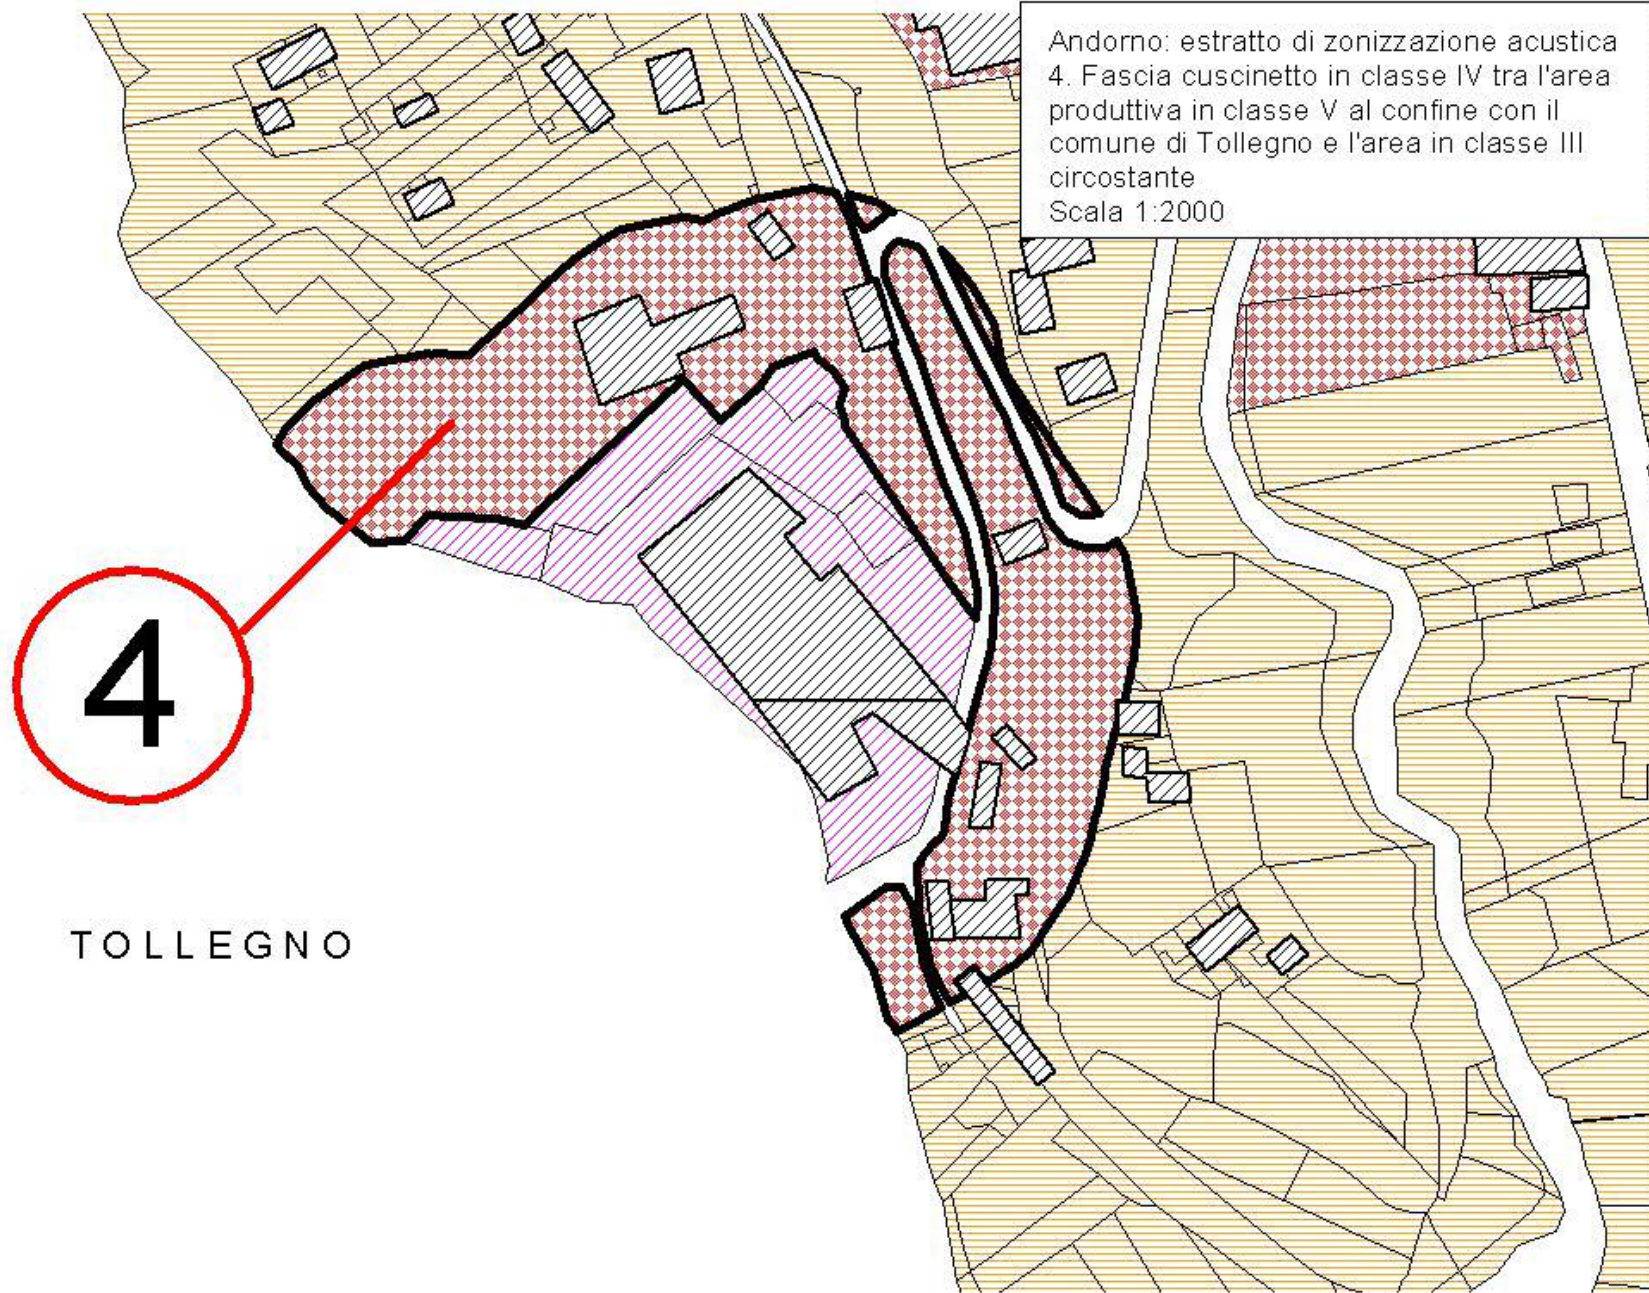 Andorno: estratto di zonizzazione acustica
4. Fascia cuscinetto in classe IV tra l'area
produttiva in classe V al confine con il
comune di Tollegno e l'area in classe III
circostante
Scala 1:2000
4
TOLLEGNO